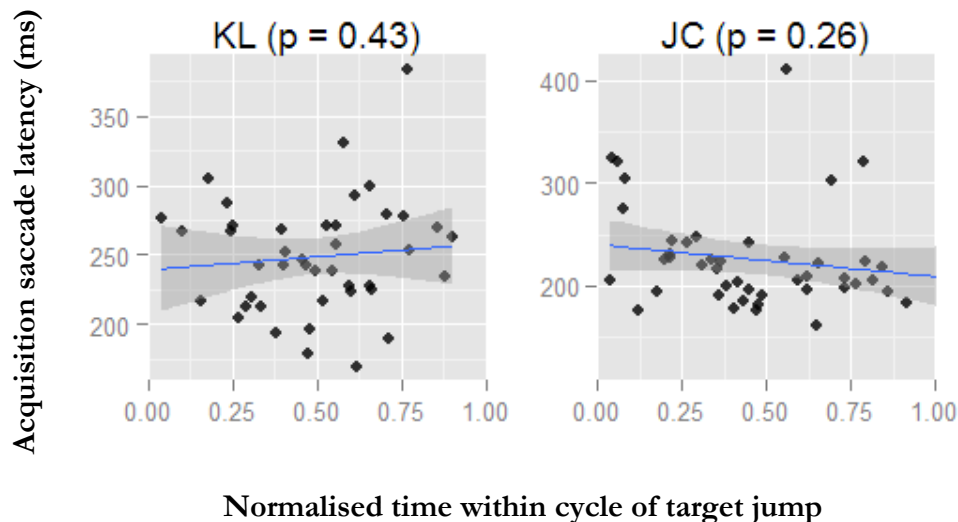 Acquisition saccade latency (ms)
KL (p = 0.43)
350
300
250
200
0.00 0.25 0.50 0.75 1.00
JC (p = 0.26)
400
300
200
0.00 0.25 0.50 0.75 1.00
Normalised time within cycle of target jump